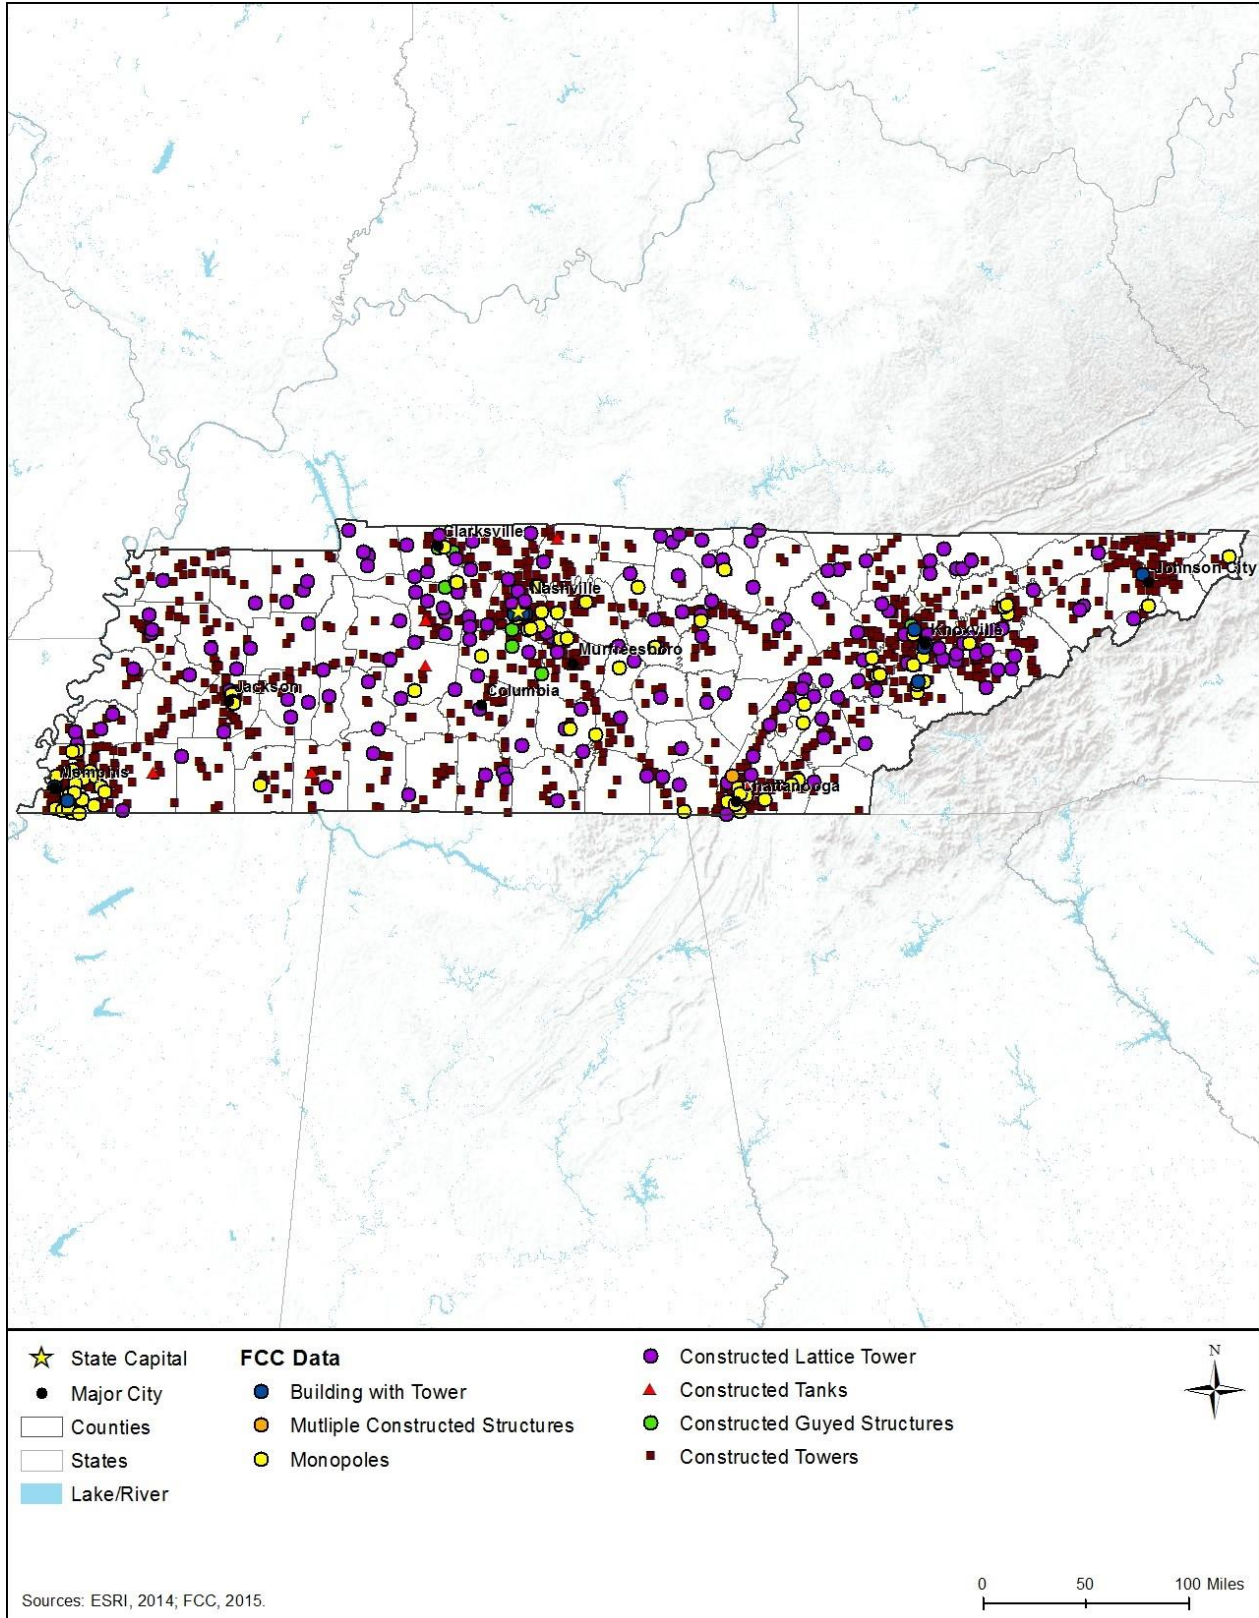 Clarksville
Nashville
Johnson City
Knoxville
Murfreesboro
Jackson
Columbia
Memphis
Chattanooga
State Capital
Major City
Counties
States
Lake/River
FCC Data
Building with Tower
Mutliple Constructed Structures
Monopoles
Constructed Lattice Tower
Constructed Tanks
Constructed Guyed Structures
Constructed Towers
N
Sources: ESRI, 2014; FCC, 2015.
0 50 100 Miles